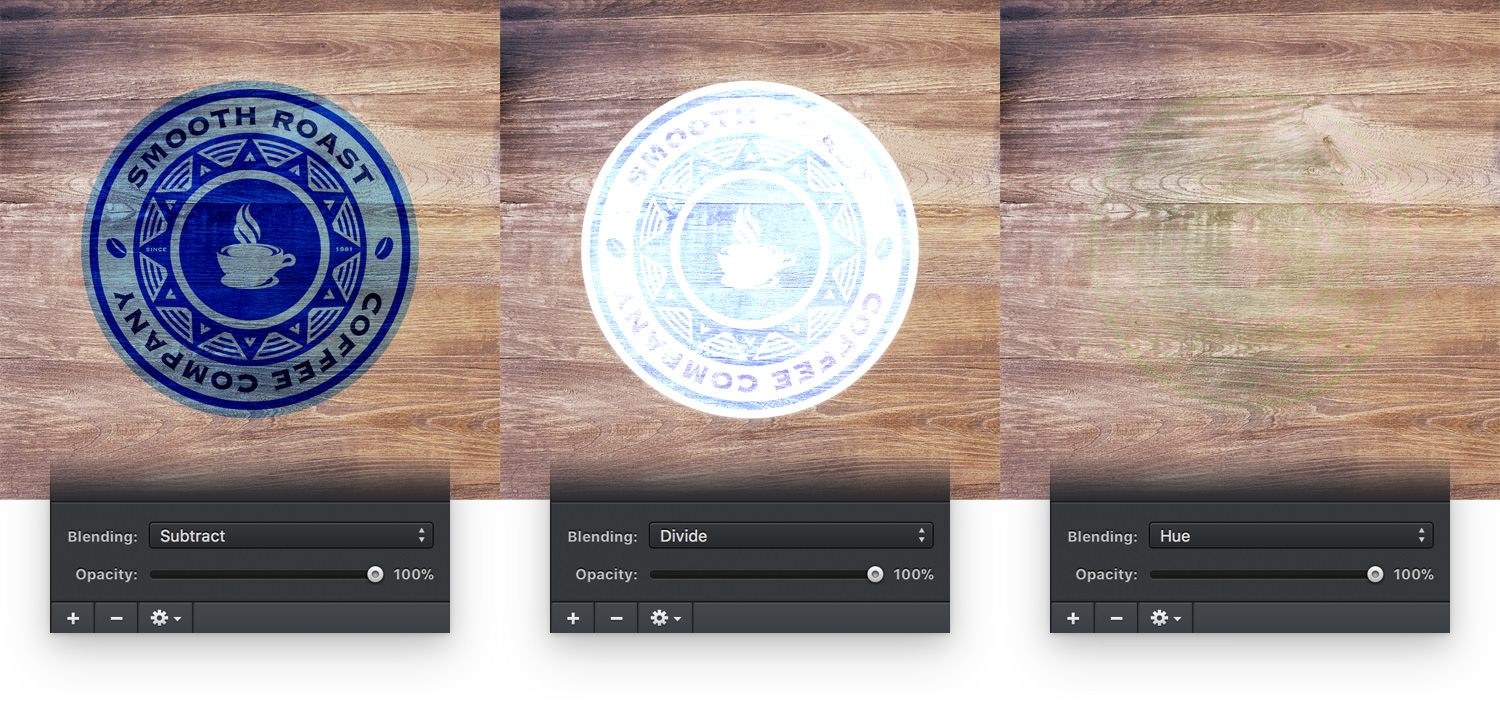 SMOOTH ROAST
SINCE 1981
COFFEE COMPANY
SMOOTH
COFFEE COMPANY
Blending: Subtract
Opacity: 100%
Blending: Divide
Opacity: 100%
Blending: Hue
Opacity: 100%